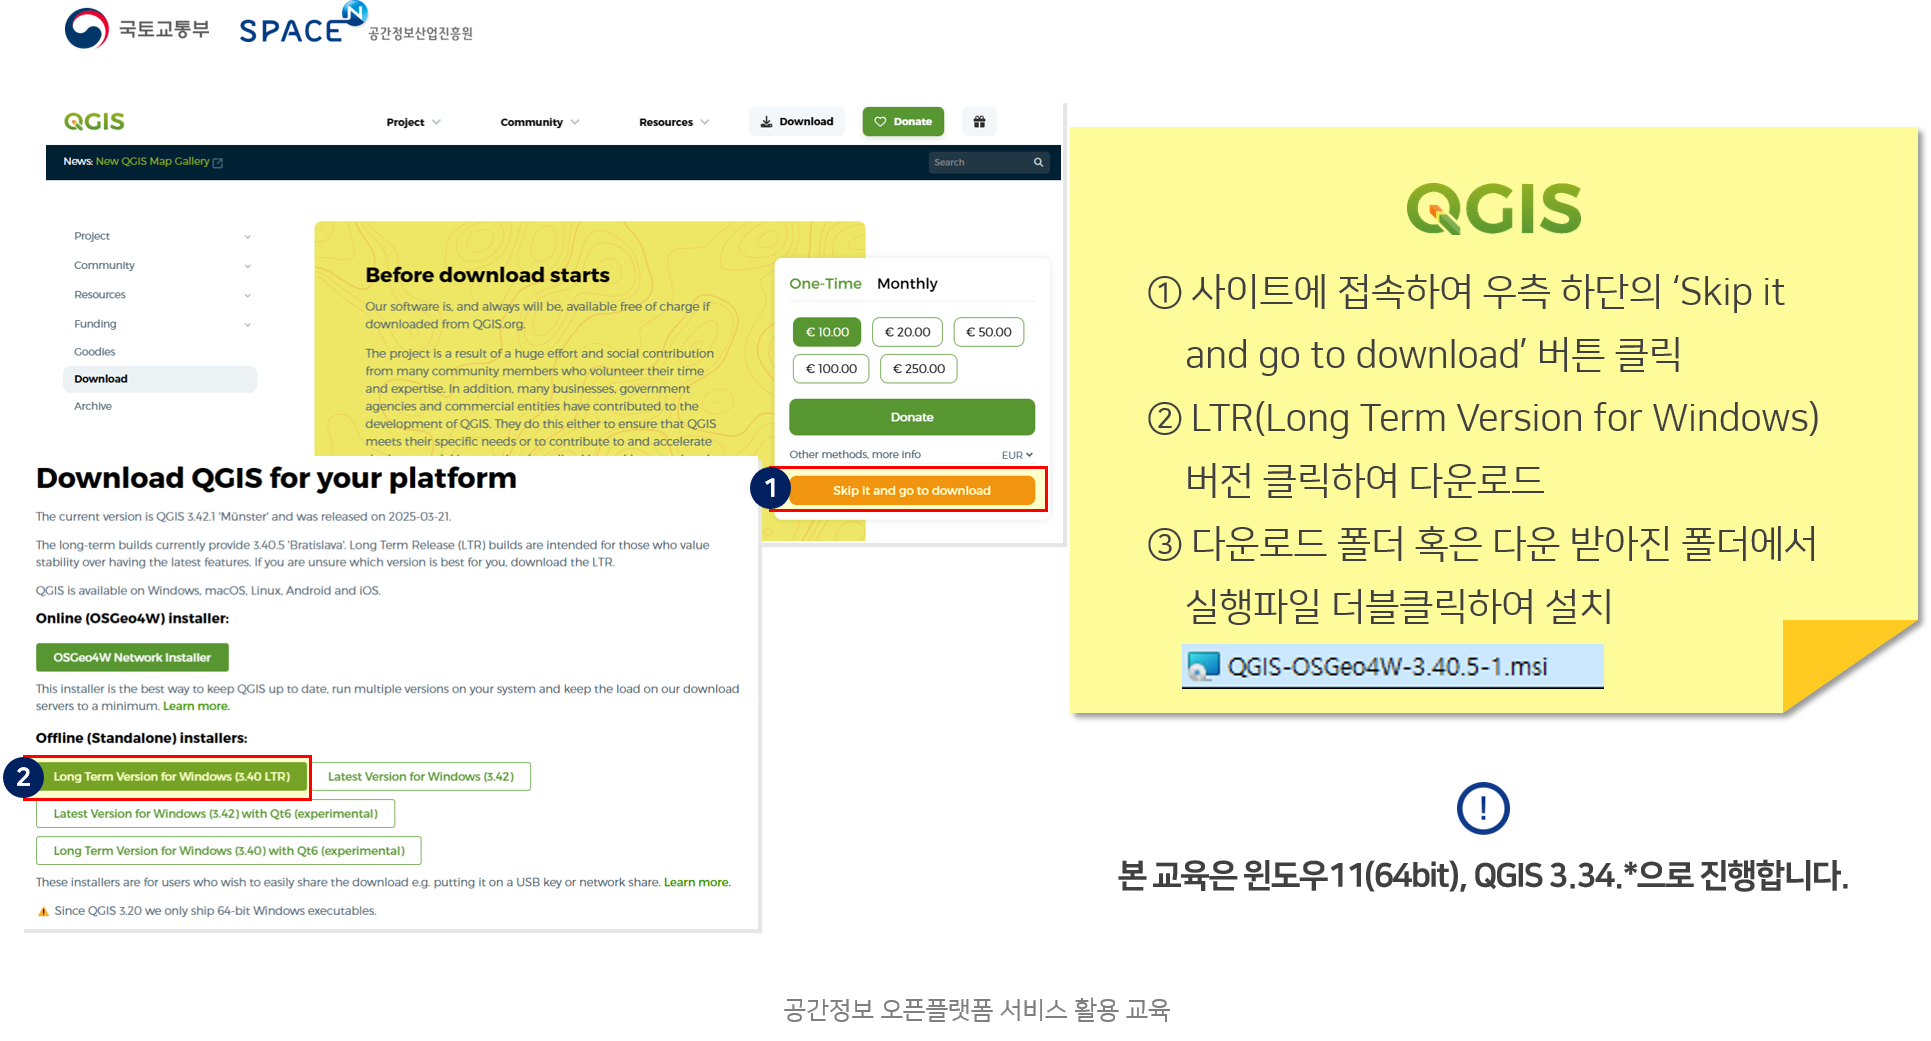 국토교통부
SPACE N 공간정보산업진흥원
QGIS
Project
Community
Resources
Download
Donate
News: New QGIS Map Gallery
Search
Project
Community
Resources
Funding
Goodies
Download
Archive
Before download starts
Our software is, and always will be, available free of charge if
downloaded from QGIS.org.
The project is a result of a huge effort and social contribution
from many community members who volunteer their time
and expertise. In addition, many businesses, government
agencies and commercial entities have contributed to the
development of QGIS. They do this either to ensure that QGIS
meets their specific needs or to contribute to and accelerate
One-Time Monthly
€ 10.00 € 20.00 € 50.00
€ 100.00 € 250.00
Donate
Other methods, more info EUR
1 Skip it and go to download
Download QGIS for your platform
The current version is QGIS 3.42.1 'Münster' and was released on 2025-03-21.
The long-term builds currently provide 3.40.5 'Bratislava'. Long Term Release (LTR) builds are intended for those who value
stability over having the latest features. If you are unsure which version is best for you, download the LTR.
QGIS is available on Windows, macOS, Linux, Android and iOS.
Online (OSGeo4W) installer:
OSGeo4W Network Installer
This installer is the best way to keep QGIS up to date, run multiple versions on your system and keep the load on our download
servers to a minimum. Learn more.
Offline (Standalone) installers:
2 Long Term Version for Windows (3.40 LTR) Latest Version for Windows (3.42)
Latest Version for Windows (3.42) with Qt6 (experimental)
Long Term Version for Windows (3.40) with Qt6 (experimental)
These installers are for users who wish to easily share the download e.g. putting it on a USB key or network share. Learn more.
Since QGIS 3.20 we only ship 64-bit Windows executables.
QGIS
① 사이트에 접속하여 우측 하단의 ‘Skip it
and go to download’ 버튼 클릭
② LTR(Long Term Version for Windows)
버전 클릭하여 다운로드
③ 다운로드 폴더 혹은 다운 받아진 폴더에서
실행파일 더블클릭하여 설치
QGIS-OSGeo4W-3.40.5-1.msi
!
본 교육은 윈도우11(64bit), QGIS 3.34.*으로 진행합니다.
공간정보 오픈플랫폼 서비스 활용 교육